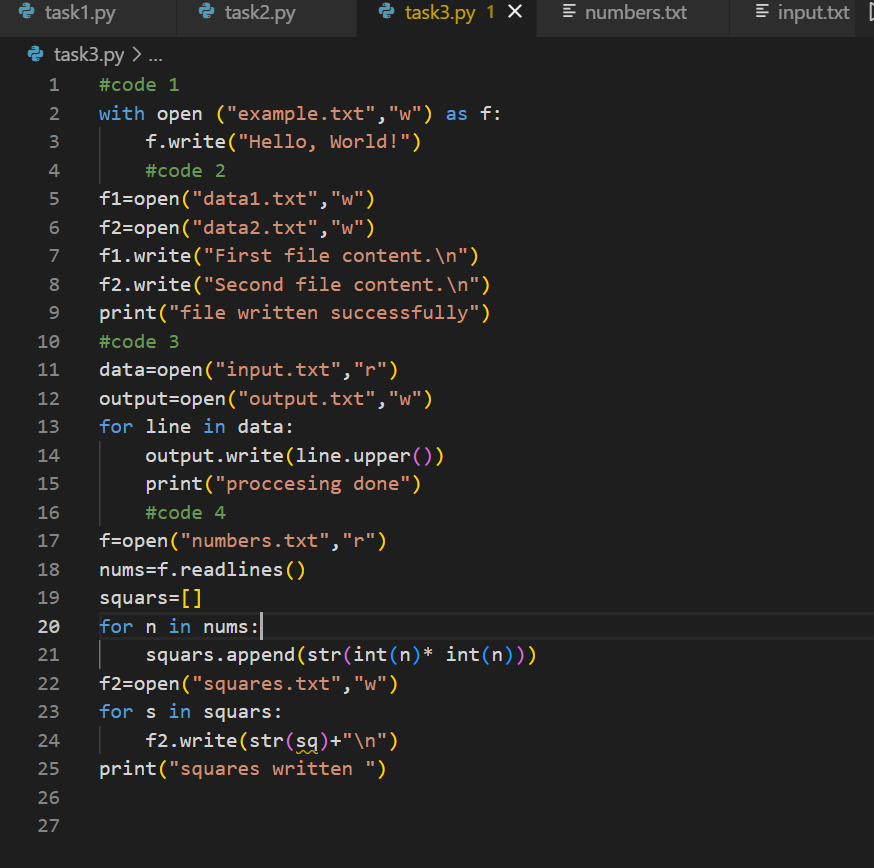 task1.py task2.py task3.py 1 numbers.txt input.txt
task3.py > ...
1 #code 1
2 with open ("example.txt","w") as f:
3     f.write("Hello, World!")
4     #code 2
5 f1=open("data1.txt","w")
6 f2=open("data2.txt","w")
7 f1.write("First file content.\n")
8 f2.write("Second file content.\n")
9 print("file written successfully")
10 #code 3
11 data=open("input.txt","r")
12 output=open("output.txt","w")
13 for line in data:
14     output.write(line.upper())
15     print("proccesing done")
16     #code 4
17 f=open("numbers.txt","r")
18 nums=f.readlines()
19 squars=[]
20 for n in nums:
21     squars.append(str(int(n)* int(n)))
22 f2=open("squares.txt","w")
23 for s in squars:
24     f2.write(str(sq)+"\n")
25 print("squares written ")
26
27